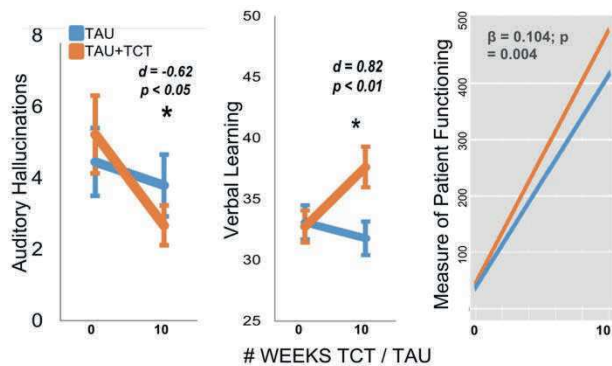 TAU
TAU+TCT
d = -0.62
p < 0.05
*
Auditory Hallucinations
8
6
4
2
0
0
10
d = 0.82
p < 0.01
*
Verbal Learning
50
45
40
35
30
25
0
10
β = 0.104; p
= 0.004
Measure of Patient Functioning
500
400
300
200
100
0
10
# WEEKS TCT / TAU